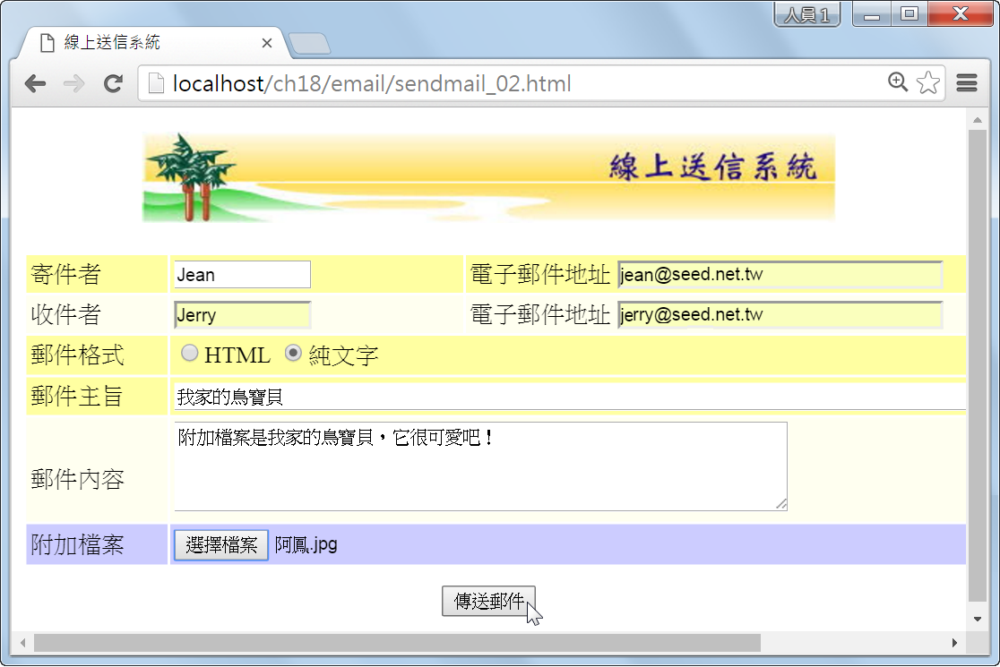 人員 1
線上送信系統
localhost/ch18/email/sendmail_02.html
線上送信系統
寄件者 Jean 電子郵件地址 jean@seed.net.tw
收件者 Jerry 電子郵件地址 jerry@seed.net.tw
郵件格式 HTML 純文字
郵件主旨 我家的鳥寶貝
附加檔案是我家的鳥寶貝，它很可愛吧！
郵件內容
附加檔案 選擇檔案 阿鳳.jpg
傳送郵件